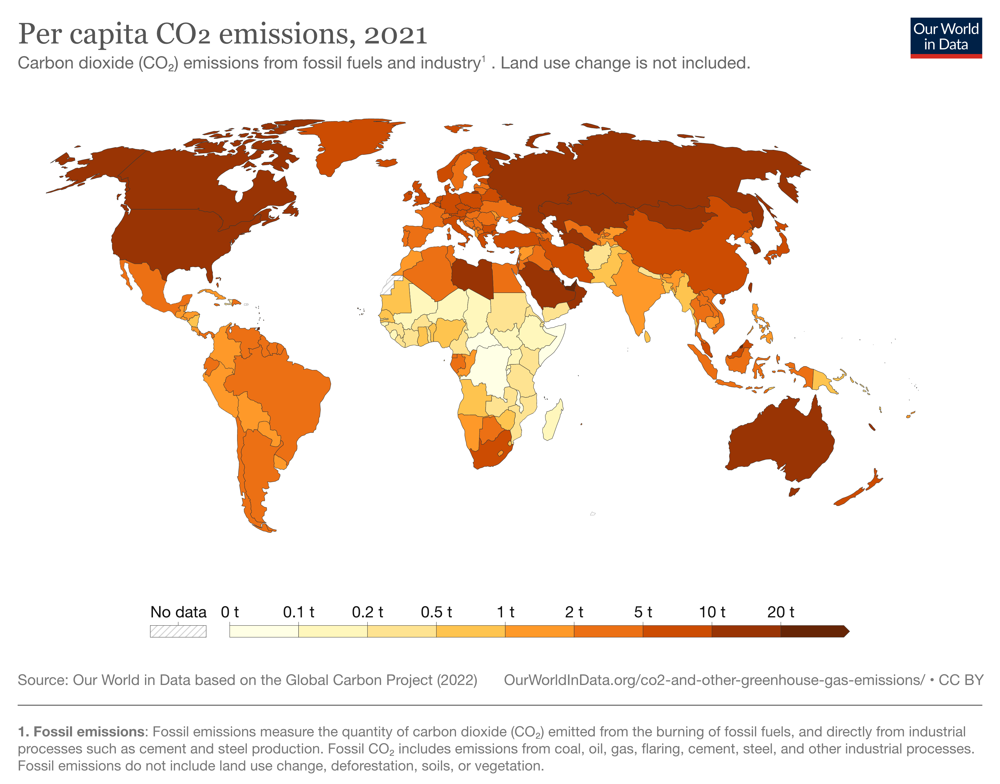 Per capita CO2 emissions, 2021
Our World
in Data
Carbon dioxide (CO₂) emissions from fossil fuels and industry¹ . Land use change is not included.
No data 0 t 0.1 t 0.2 t 0.5 t 1 t 2 t 5 t 10 t 20 t
Source: Our World in Data based on the Global Carbon Project (2022) OurWorldInData.org/co2-and-other-greenhouse-gas-emissions/ • CC BY
1. Fossil emissions: Fossil emissions measure the quantity of carbon dioxide (CO₂) emitted from the burning of fossil fuels, and directly from industrial
processes such as cement and steel production. Fossil CO₂ includes emissions from coal, oil, gas, flaring, cement, steel, and other industrial processes.
Fossil emissions do not include land use change, deforestation, soils, or vegetation.